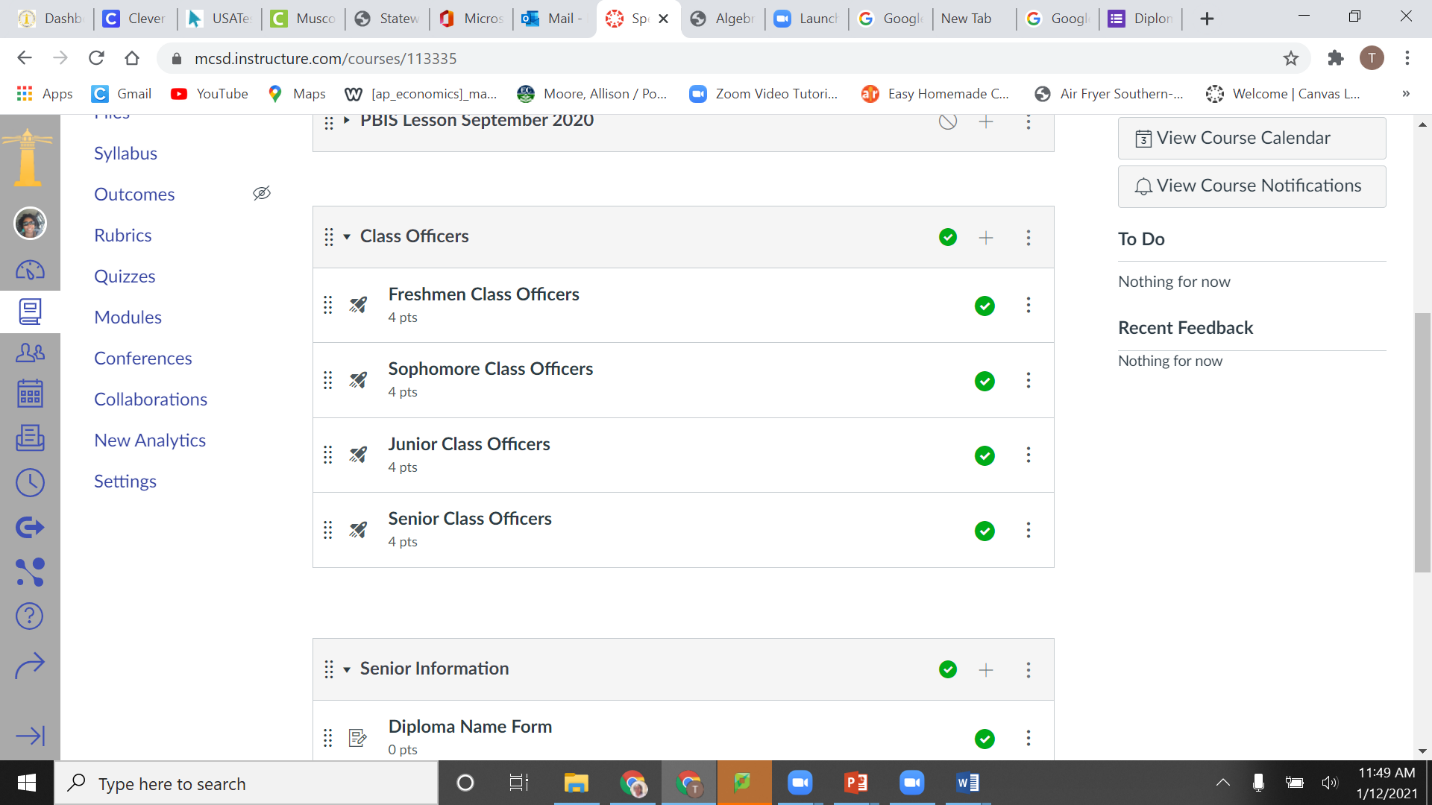 Dashb
Clever
USATe
Musco
Statew
Micros
Mail -
Sp
Algebr
Launch
Googl
New Tab
Googl
Diplon
mcsd.instructure.com/courses/113335
T
Apps
Gmail
YouTube
Maps
[ap_economics]_ma...
Moore, Allison / Po...
Zoom Video Tutori...
Easy Homemade C...
Air Fryer Southern-...
Welcome | Canvas L...
»
Files
Syllabus
Outcomes
Rubrics
Quizzes
Modules
Conferences
Collaborations
New Analytics
Settings
PBIS Lesson September 2020
Class Officers
Freshmen Class Officers
4 pts
Sophomore Class Officers
4 pts
Junior Class Officers
4 pts
Senior Class Officers
4 pts
Senior Information
Diploma Name Form
0 pts
3 View Course Calendar
View Course Notifications
To Do
Nothing for now
Recent Feedback
Nothing for now
Type here to search
11:49 AM
1/12/2021